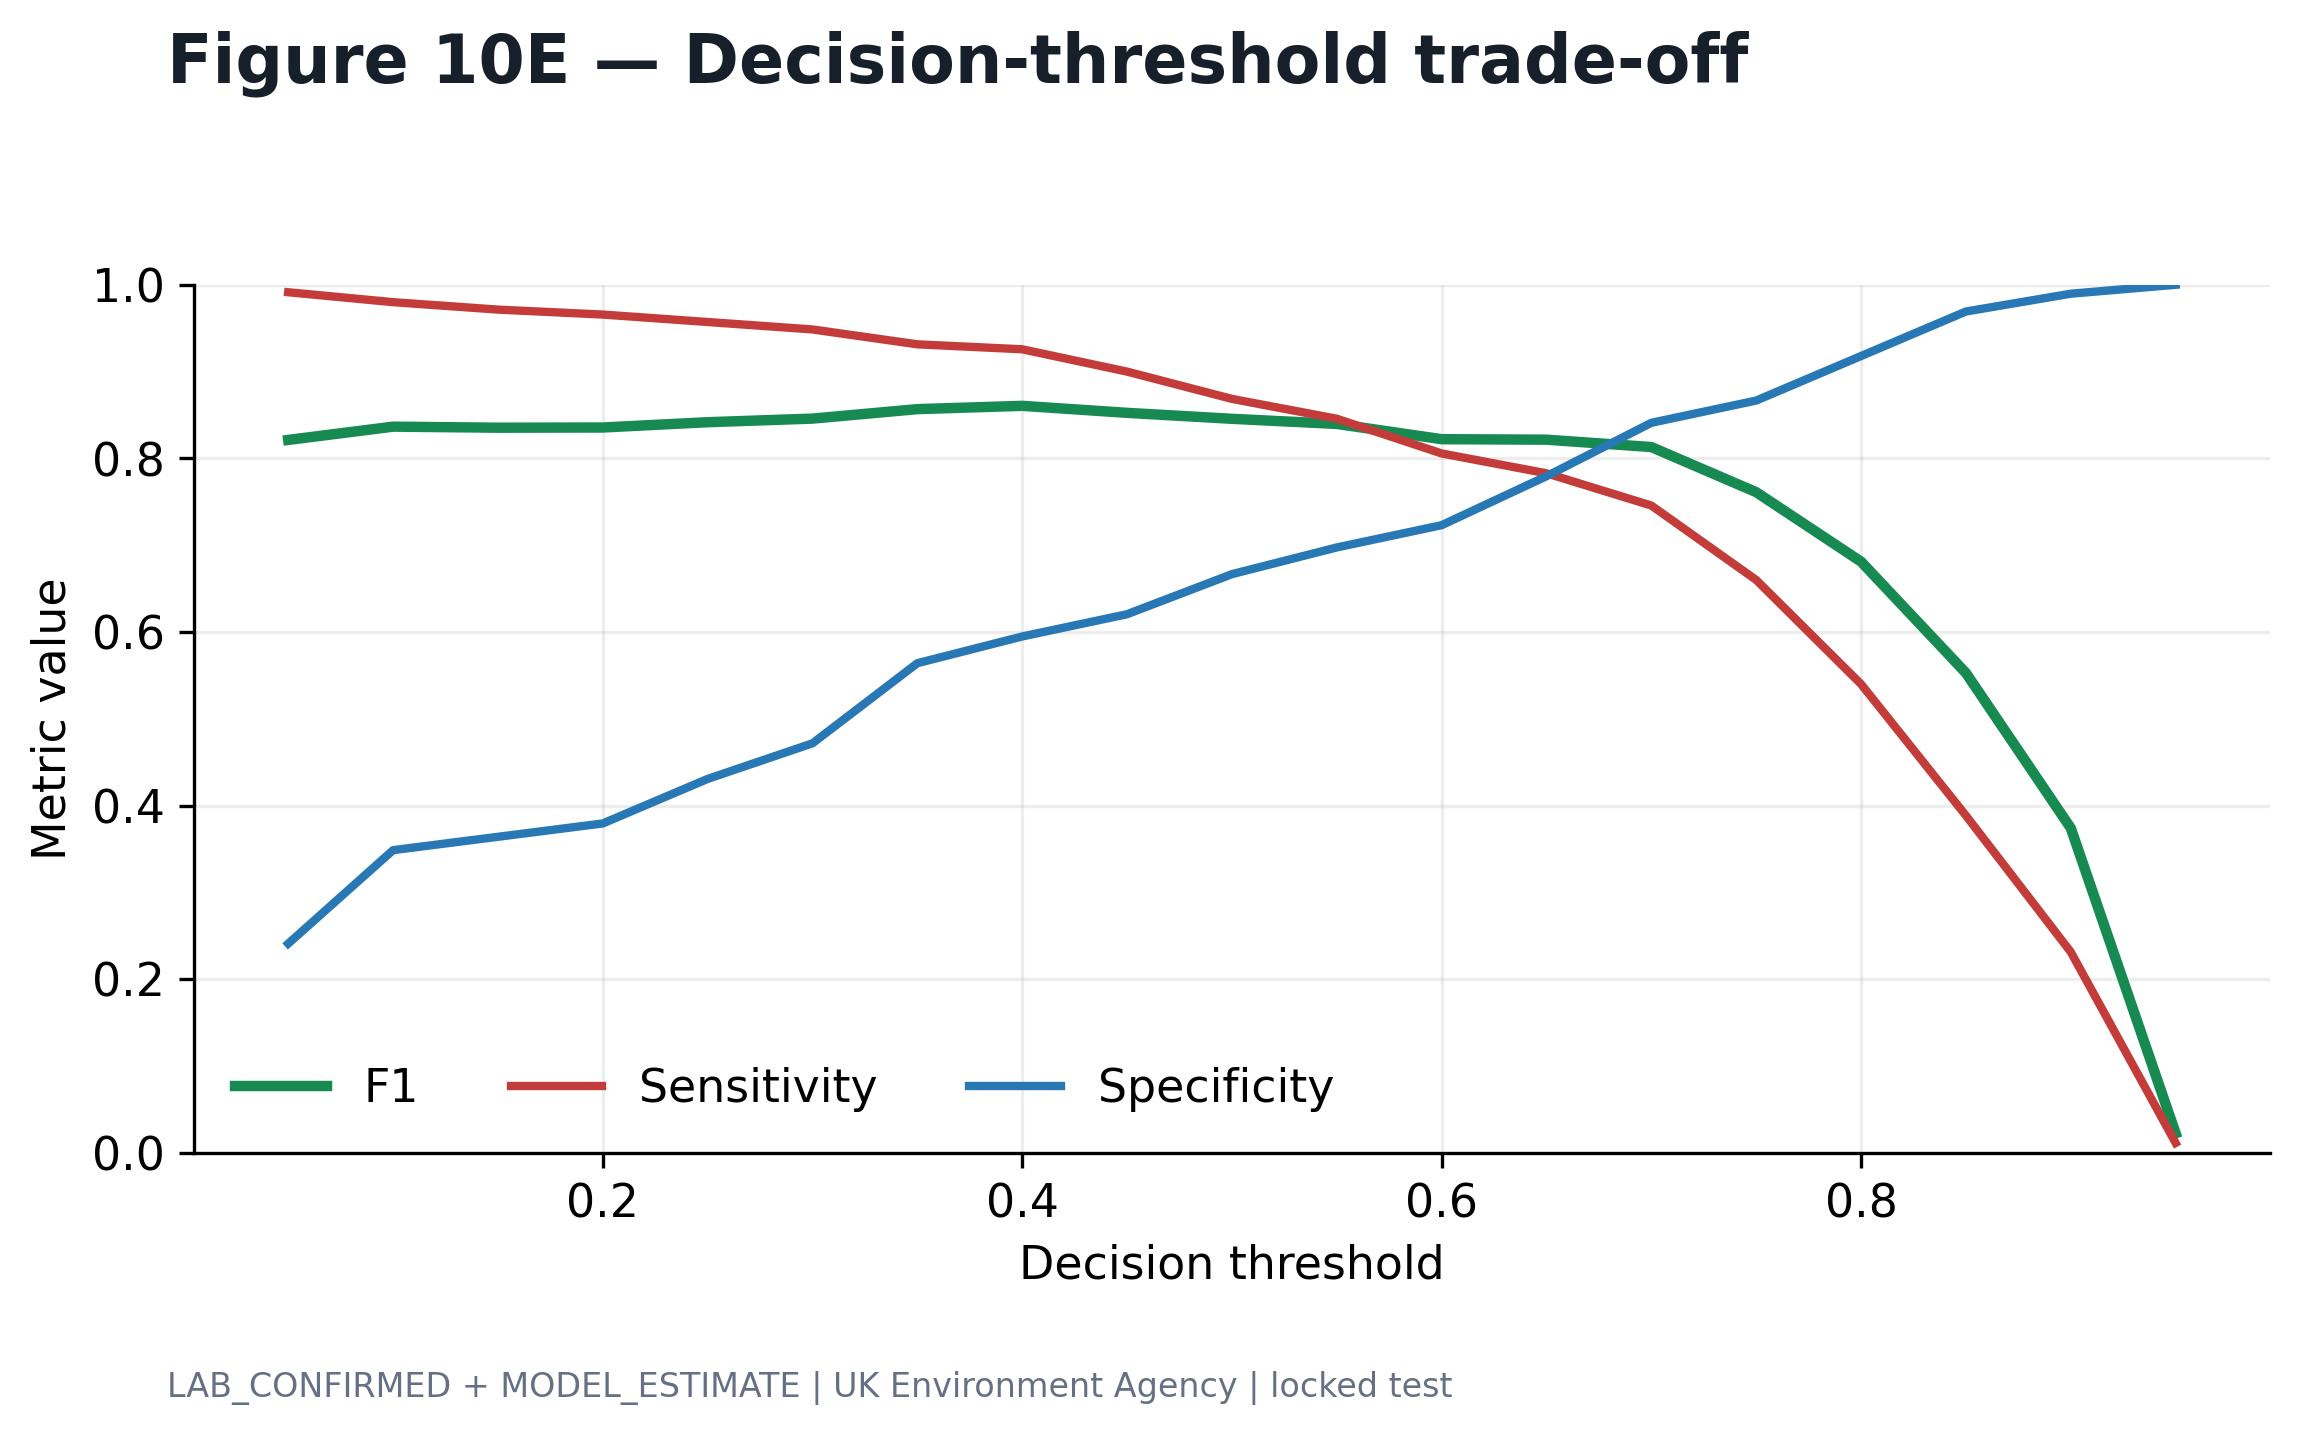 Figure 10E — Decision-threshold trade-off
1.0
0.8
0.6
0.4
0.2
0.0
Metric value
F1 Sensitivity Specificity
0.2 0.4 0.6 0.8
Decision threshold
LAB_CONFIRMED + MODEL_ESTIMATE | UK Environment Agency | locked test